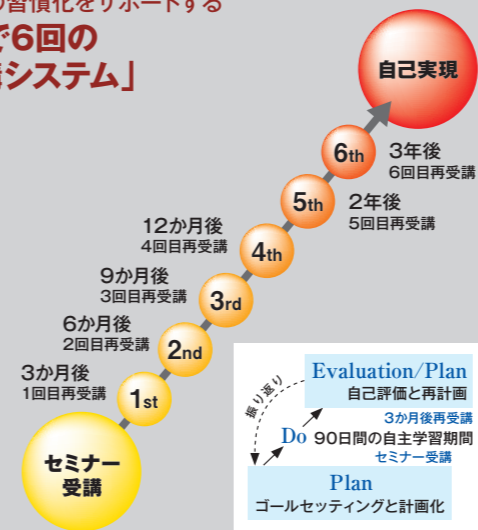 の習慣化をサポートする
で6回の
システム」
自己実現
6th
3年後
6回目再受講
5th
2年後
5回目再受講
12か月後
4回目再受講
4th
9か月後
3回目再受講
3rd
6か月後
2回目再受講
2nd
3か月後
1回目再受講
1st
セミナー
受講
Evaluation/Plan
自己評価と再計画
振り返り
3か月後再受講
Do 90日間の自主学習期間
セミナー受講
Plan
ゴールセッティングと計画化